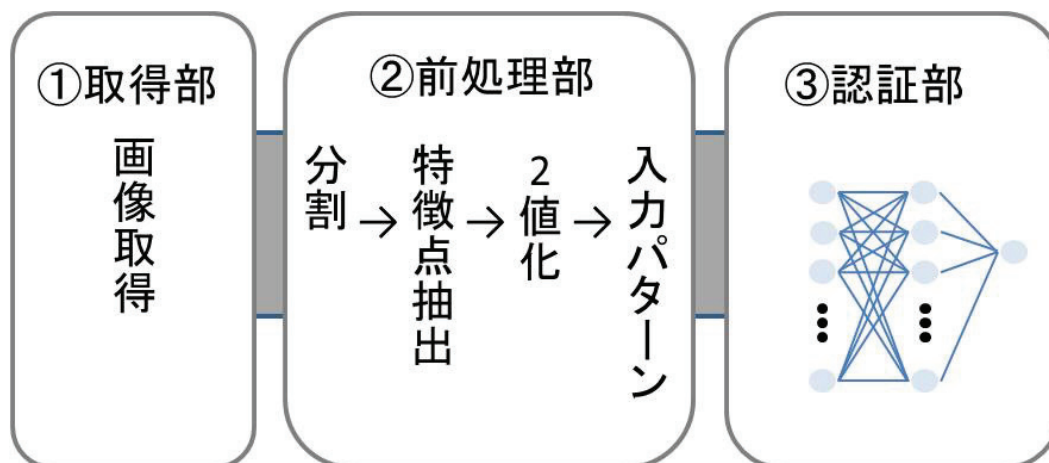 ①取得部
画像取得
②前処理部
分割
→
特徴点抽出
→
2値化
→
入力パターン
③認証部